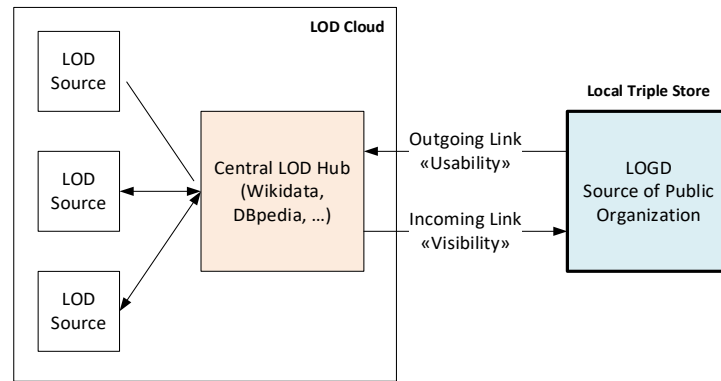 LOD Cloud
LOD
Source
LOD
Source
LOD
Source
Central LOD Hub
(Wikidata,
DBpedia, ...)
Outgoing Link
«Usability»
Incoming Link
«Visibility»
Local Triple Store
LOGD
Source of Public
Organization